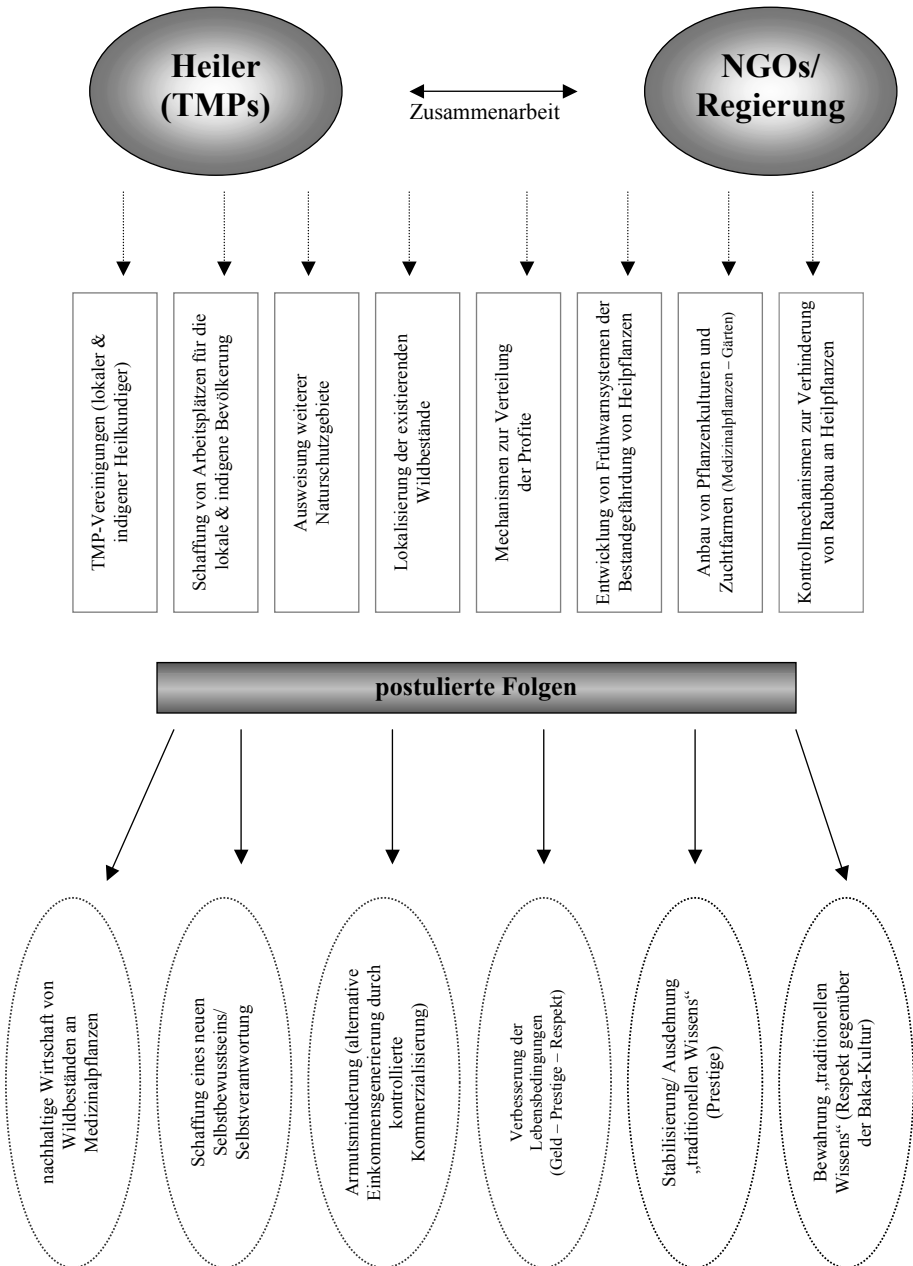 Heiler
(TMPs)
Zusammenarbeit
NGOs/
Regierung
TMP-Vereinigungen (lokaler &
indigener Heilkundiger)
Schaffung von Arbeitsplätzen für die
lokale & indigene Bevölkerung
Ausweisung weiterer
Naturschutzgebiete
Lokalisierung der existierenden
Wildbestände
Mechanismen zur Verteilung
der Profite
Entwicklung von Frühwarnsystemen der
Bestandgefährdung von Heilpflanzen
Anbau von Pflanzenkulturen und
Zuchtfarmen (Medizinalpflanzen – Gärten)
Kontrollmechanismen zur Verhinderung
von Raubbau an Heilpflanzen
postulierte Folgen
nachhaltige Wirtschaft von
Wildbeständen an
Medizinalpflanzen
Schaffung eines neuen
Selbstbewusstseins/
Selbstverantwortung
Armutsminderung (alternative
Einkommensgenerierung durch
kontrollierte
Kommerzialisierung)
Verbesserung der
Lebensbedingungen
(Geld – Prestige – Respekt)
Stabilisierung/ Ausdehnung
„traditionellen Wissens“
(Prestige)
Bewahrung „traditionellen
Wissens“ (Respekt gegenüber
der Baka-Kultur)